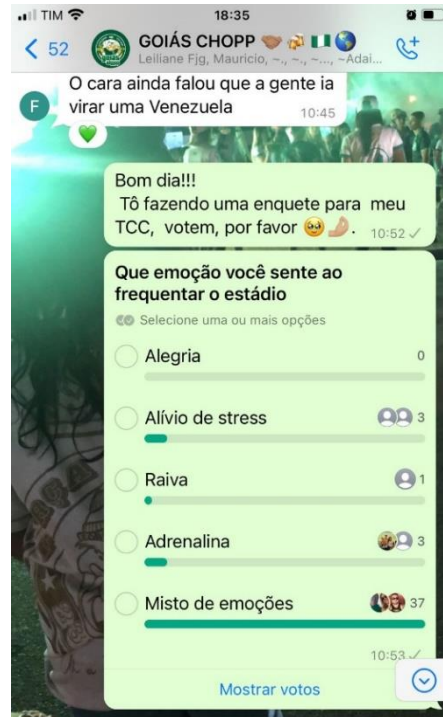 TIM 18:35
52
GOIÁS CHOPP
Leiliane Fjg, Mauricio, ~., ~., ~..., ~Adai...
F
O cara ainda falou que a gente ia
virar uma Venezuela
10:45
Bom dia!!!
Tô fazendo uma enquete para meu
TCC, votem, por favor 🥹🤌🏼.
10:52
Que emoção você sente ao
frequentar o estádio
Selecione uma ou mais opções
Alegria 0
Alívio de stress 3
Raiva 1
Adrenalina 3
Misto de emoções 37
10:53
Mostrar votos